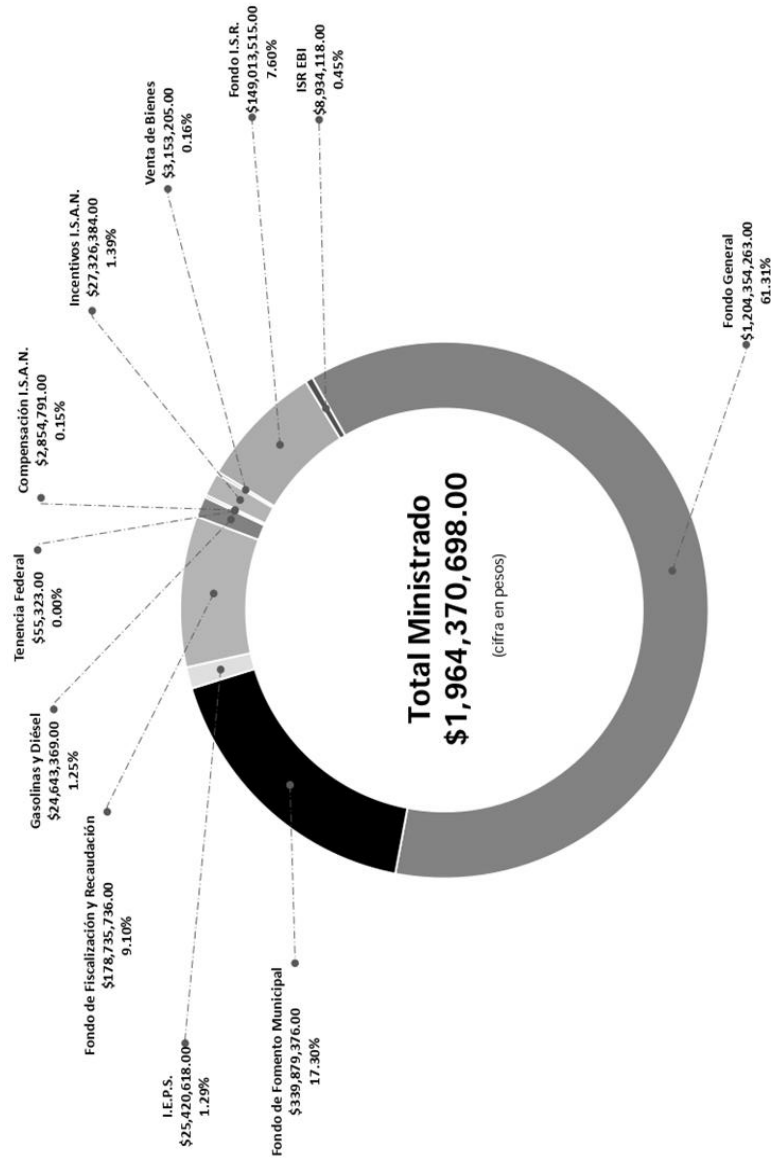 I.E.P.S.
$25,420,618.00
1.29%
Fondo de Fiscalización y Recaudación
$178,735,736.00
9.10%
Gasolinas y Diésel
$24,643,369.00
1.25%
Tenencia Federal
$55,323.00
0.00%
Compensación I.S.A.N.
$2,854,791.00
0.15%
Incentivos I.S.A.N.
$27,326,384.00
1.39%
Venta de Bienes
$3,153,205.00
0.16%
Fondo I.S.R.
$149,013,515.00
7.60%
ISR EBI
$8,934,118.00
0.45%
Fondo de Fomento Municipal
$339,879,376.00
17.30%
Total Ministrado
$1,964,370,698.00
(cifra en pesos)
Fondo General
$1,204,354,263.00
61.31%